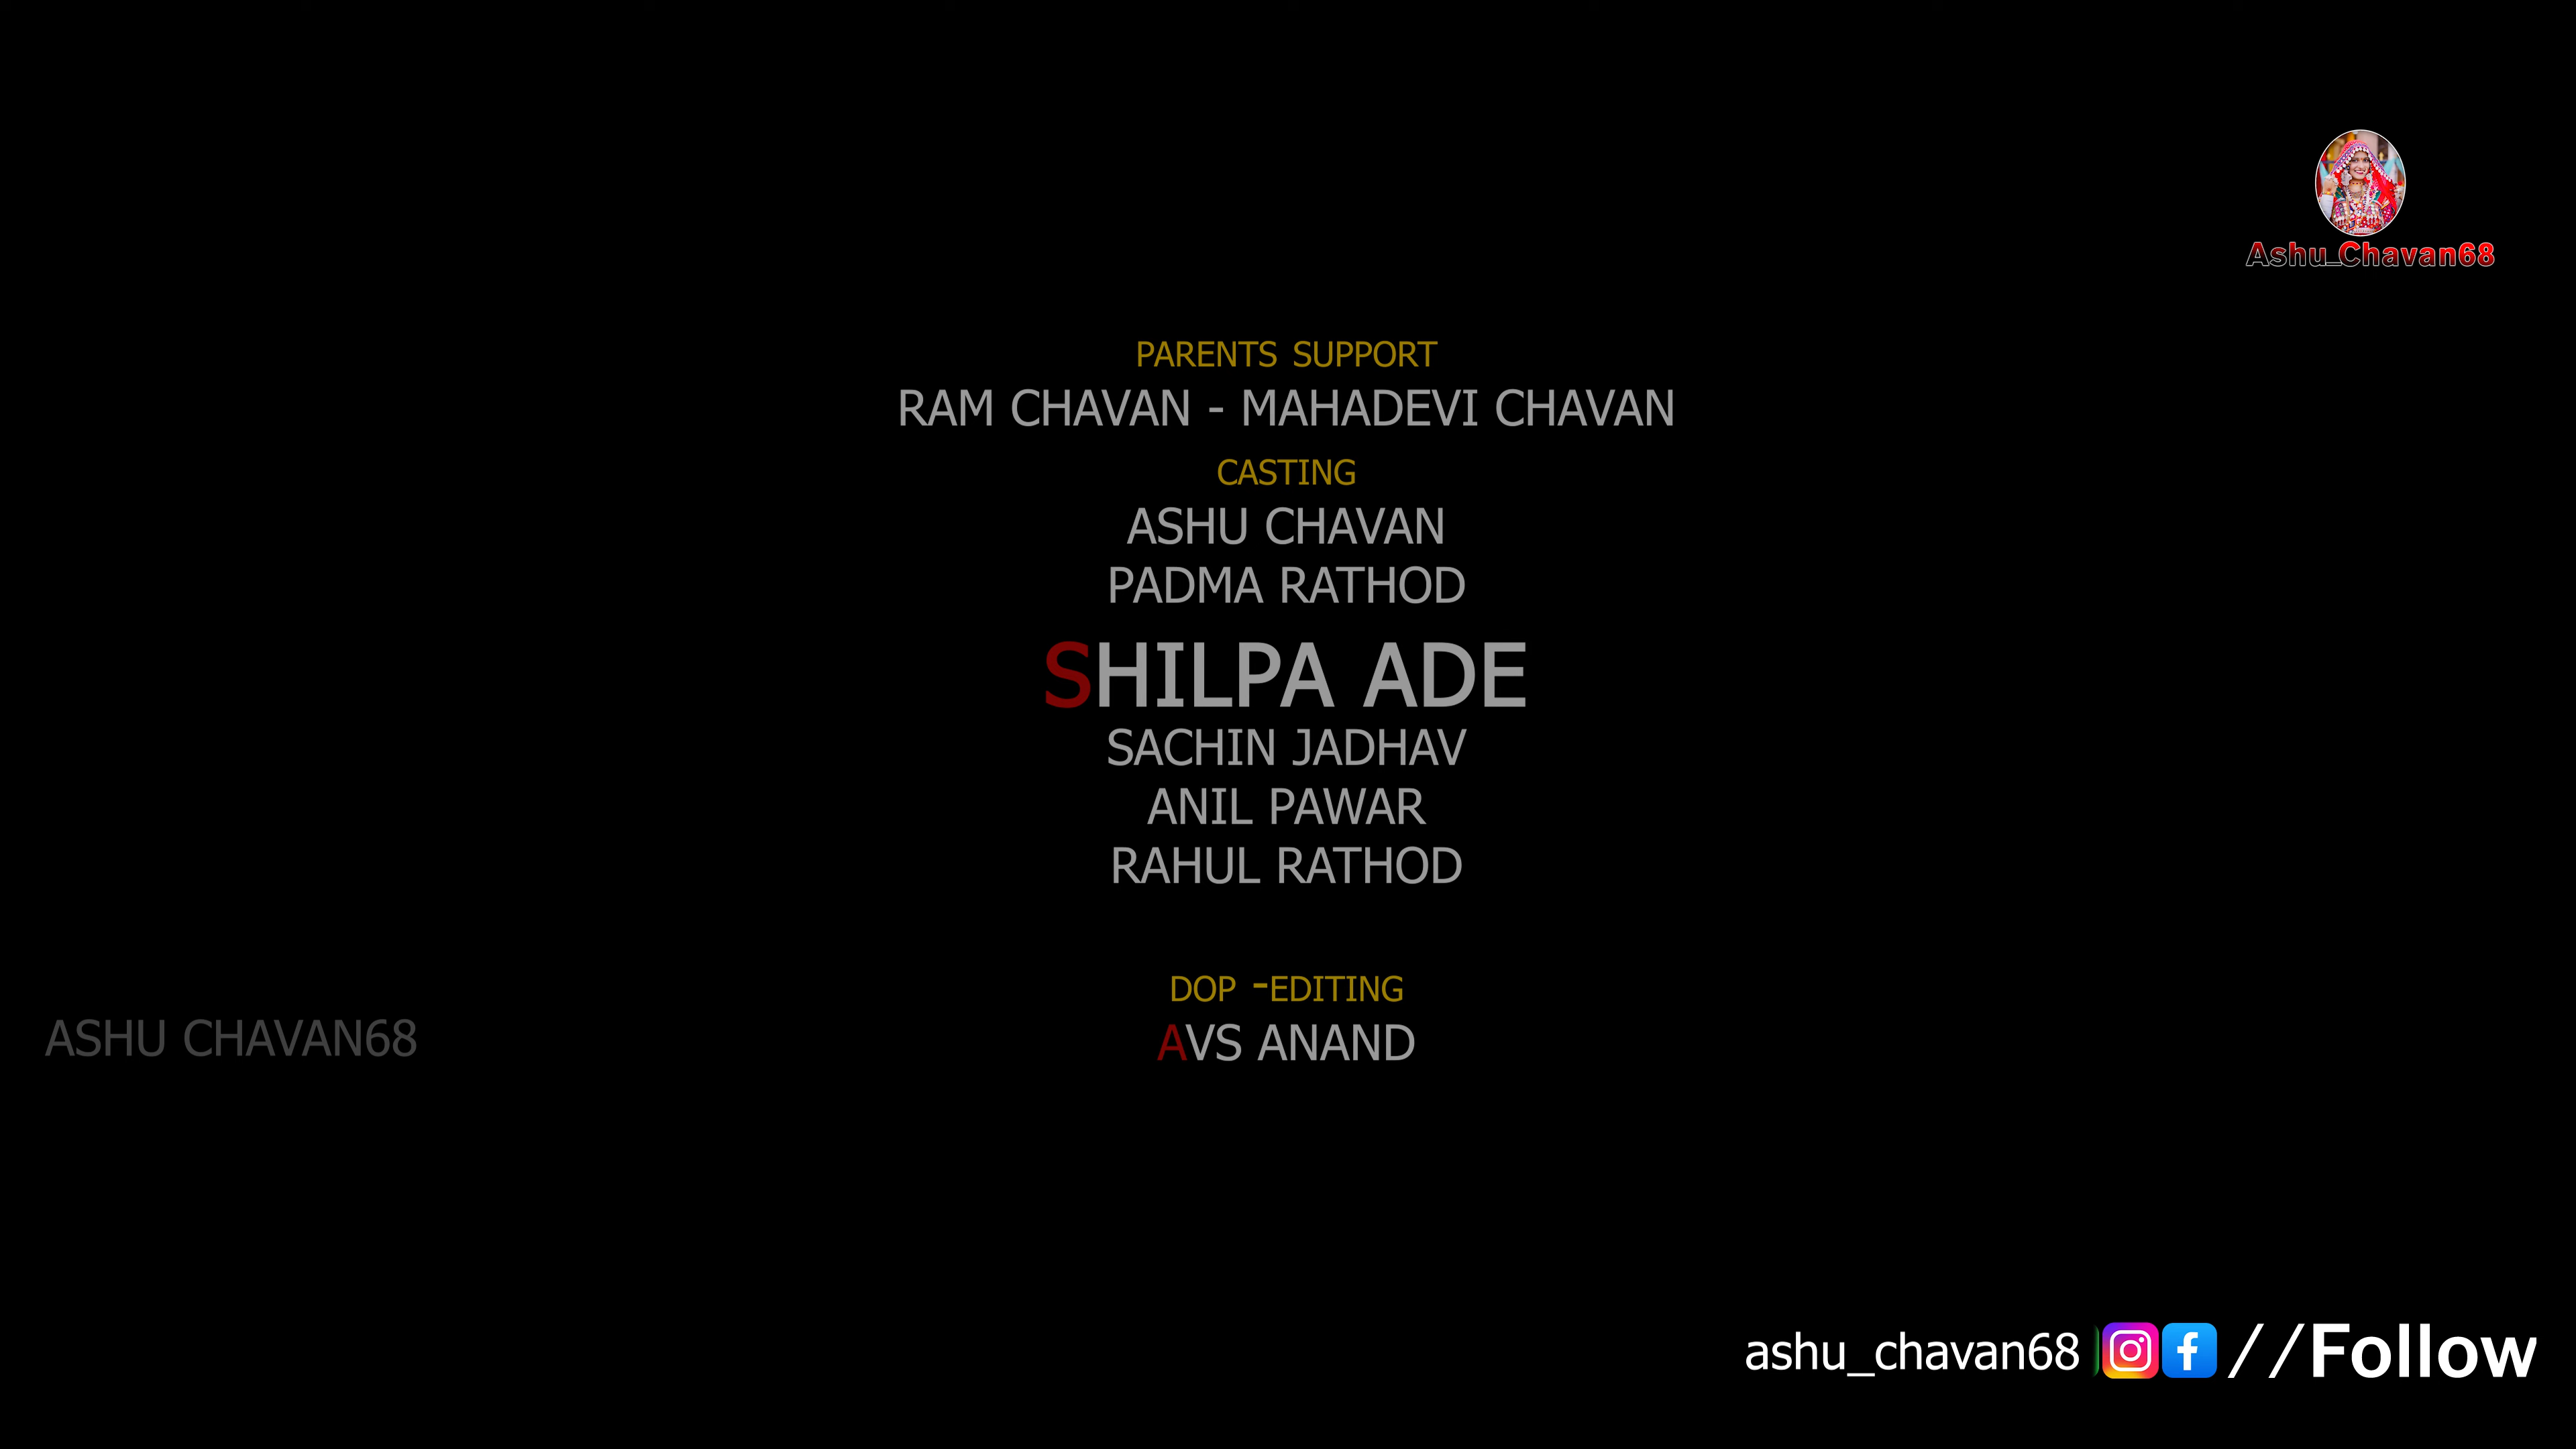 Ashu_Chavan68
PARENTS SUPPORT
RAM CHAVAN - MAHADEVI CHAVAN
CASTING
ASHU CHAVAN
PADMA RATHOD
SHILPA ADE
SACHIN JADHAV
ANIL PAWAR
RAHUL RATHOD
DOP -EDITING
AVS ANAND
ASHU CHAVAN68
ashu_chavan68 //Follow